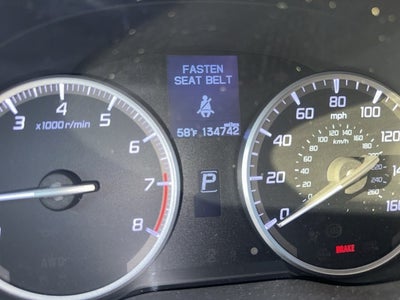 FASTEN
SEAT BELT
58°F 134742 miles
P
3 4 5 6 7 8
x1000r/min
0 20 40 60 80 100 120 160
mph
km/h
BRAKE
AWD